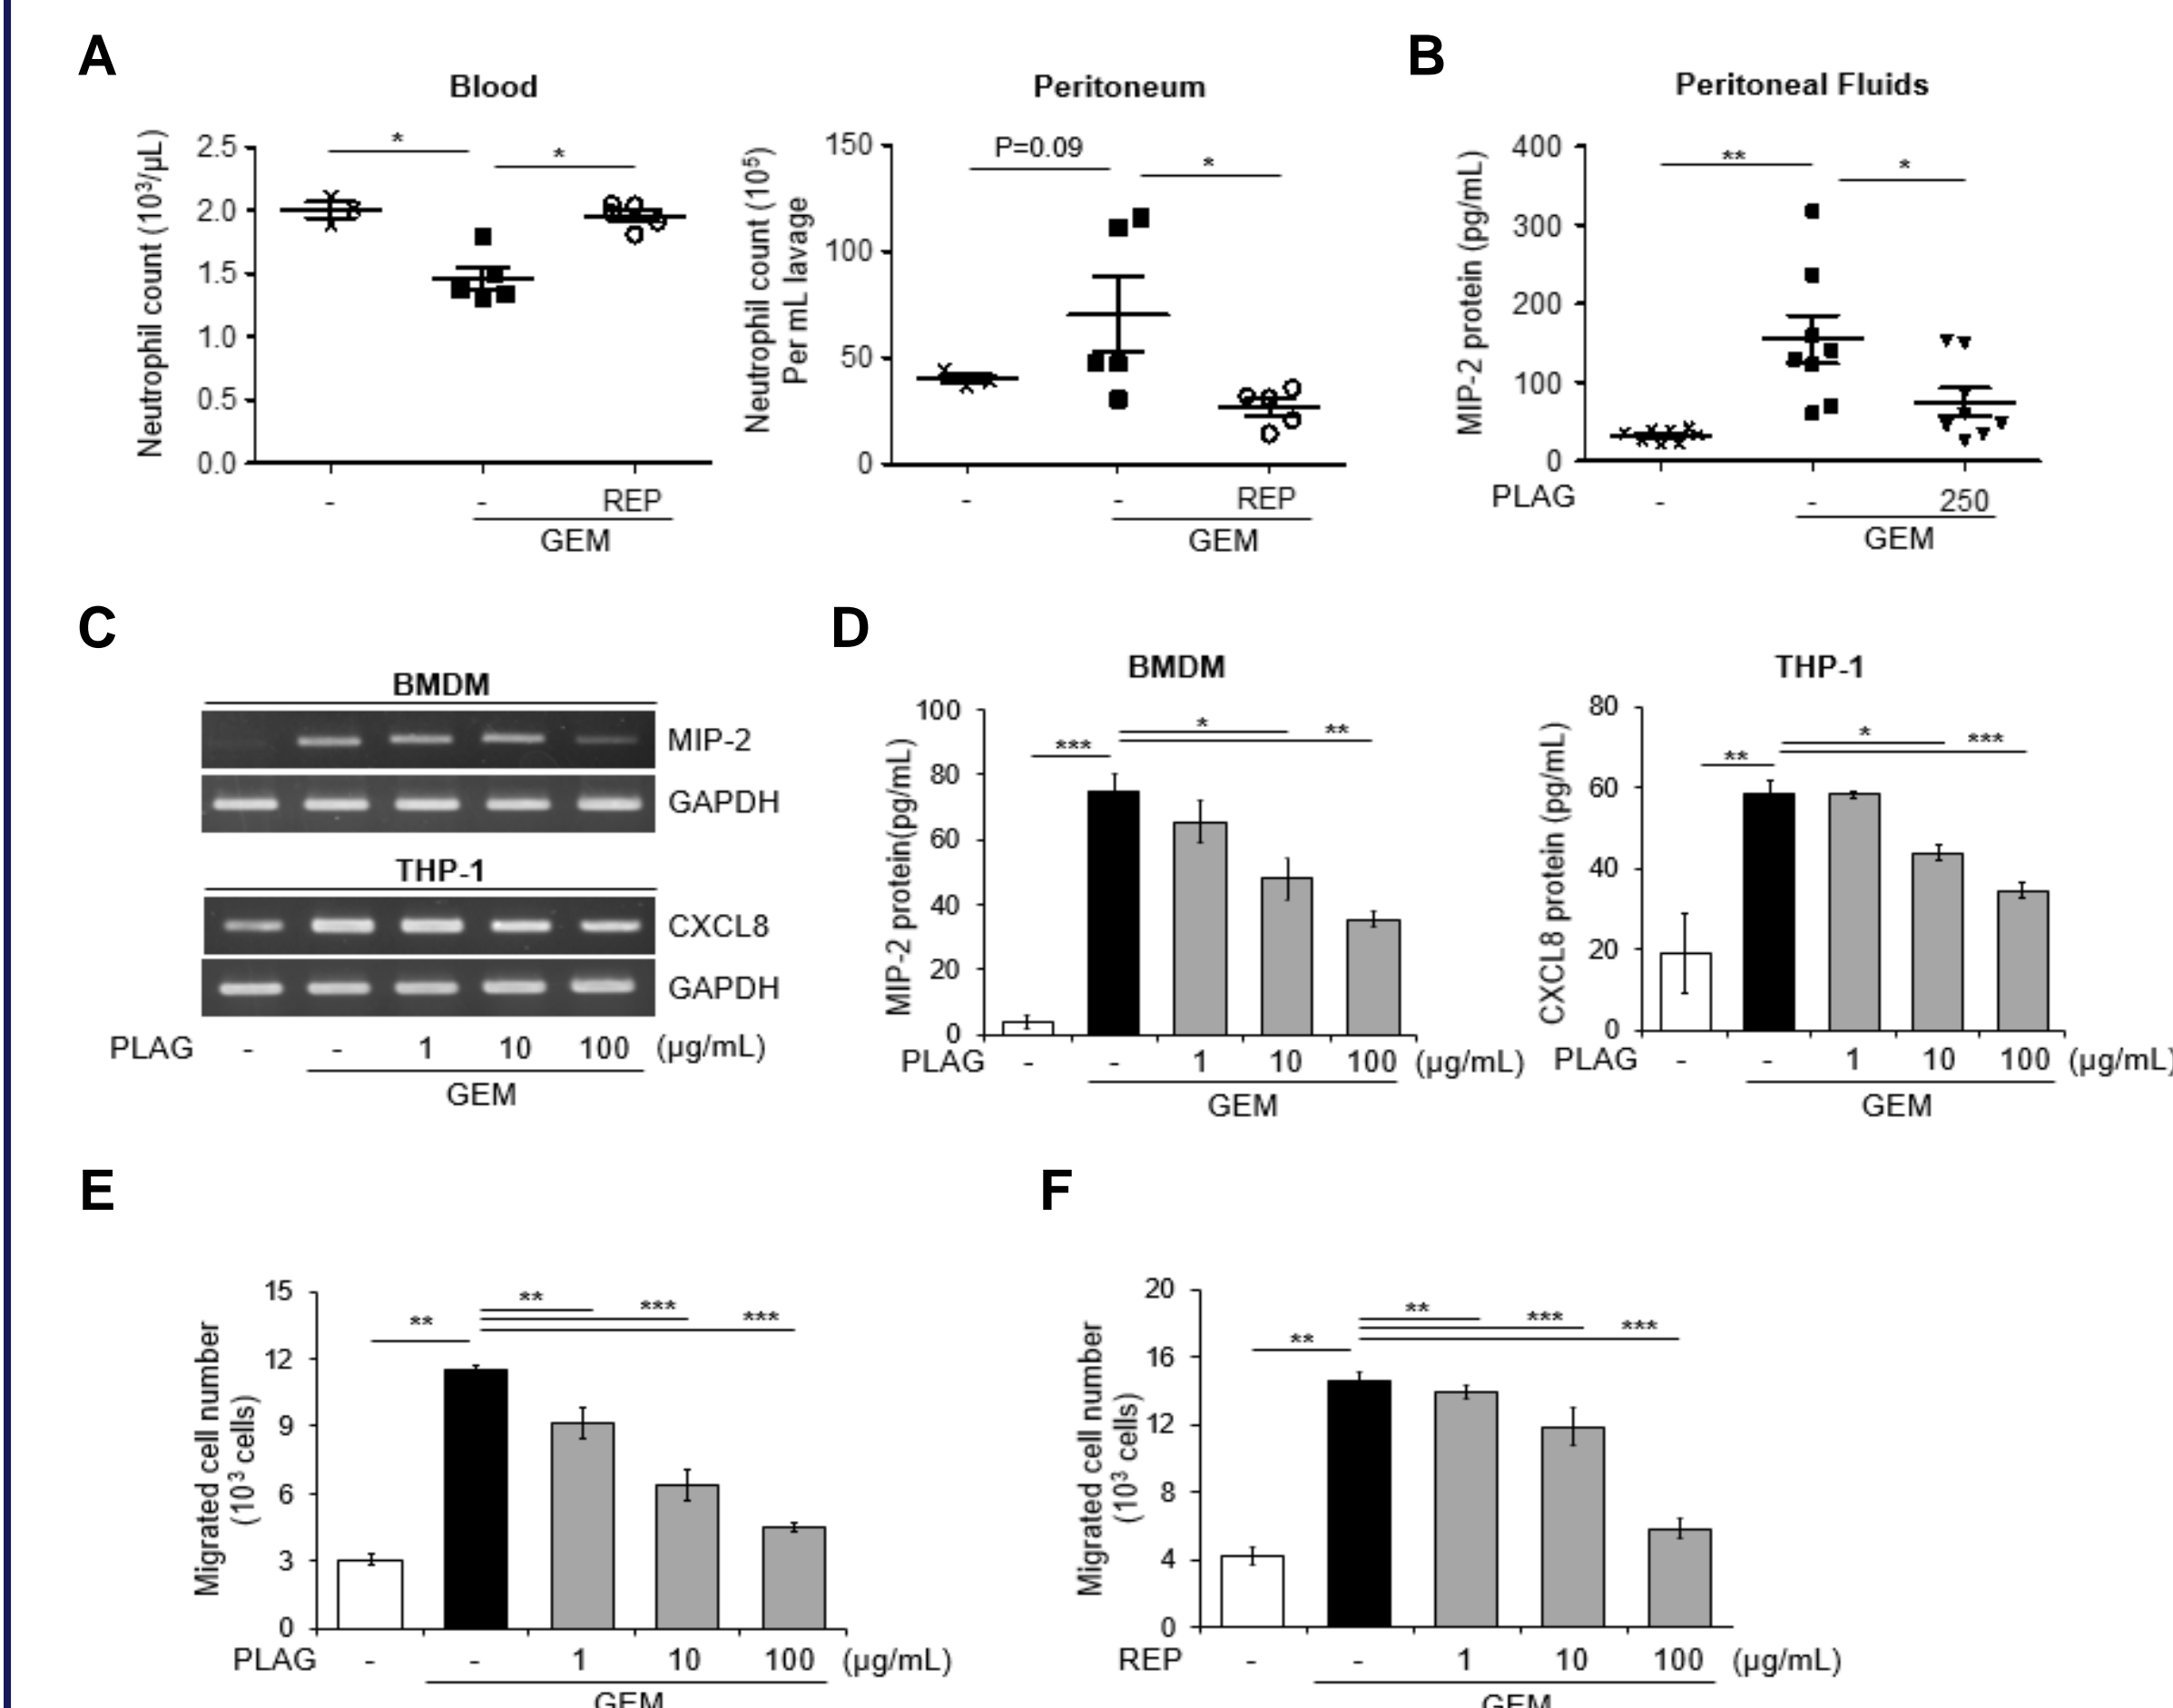 A
B
Blood
Peritoneum
Peritoneal Fluids
Neutrophil count (10³/μL)
2.5
2.0
1.5
1.0
0.5
0.0
*
*
-
-
REP
GEM
Neutrophil count (10⁵)
Per mL lavage
150
100
50
0
P=0.09
*
-
-
REP
GEM
MIP-2 protein (pg/mL)
400
300
200
100
0
**
*
PLAG - - 250
GEM
C
D
BMDM
MIP-2
GAPDH
THP-1
CXCL8
GAPDH
PLAG - - 1 10 100 (μg/mL)
GEM
BMDM
MIP-2 protein(pg/mL)
100
80
60
40
20
0
***
*
**
PLAG - - 1 10 100 (μg/mL)
GEM
THP-1
CXCL8 protein (pg/mL)
80
60
40
20
0
**
*
***
PLAG - - 1 10 100 (μg/mL)
GEM
E
F
Migrated cell number
(10³ cells)
15
12
9
6
3
0
**
**
***
***
PLAG - - 1 10 100 (μg/mL)
GEM
Migrated cell number
(10³ cells)
20
16
12
8
4
0
**
**
***
***
REP - - 1 10 100 (μg/mL)
GEM